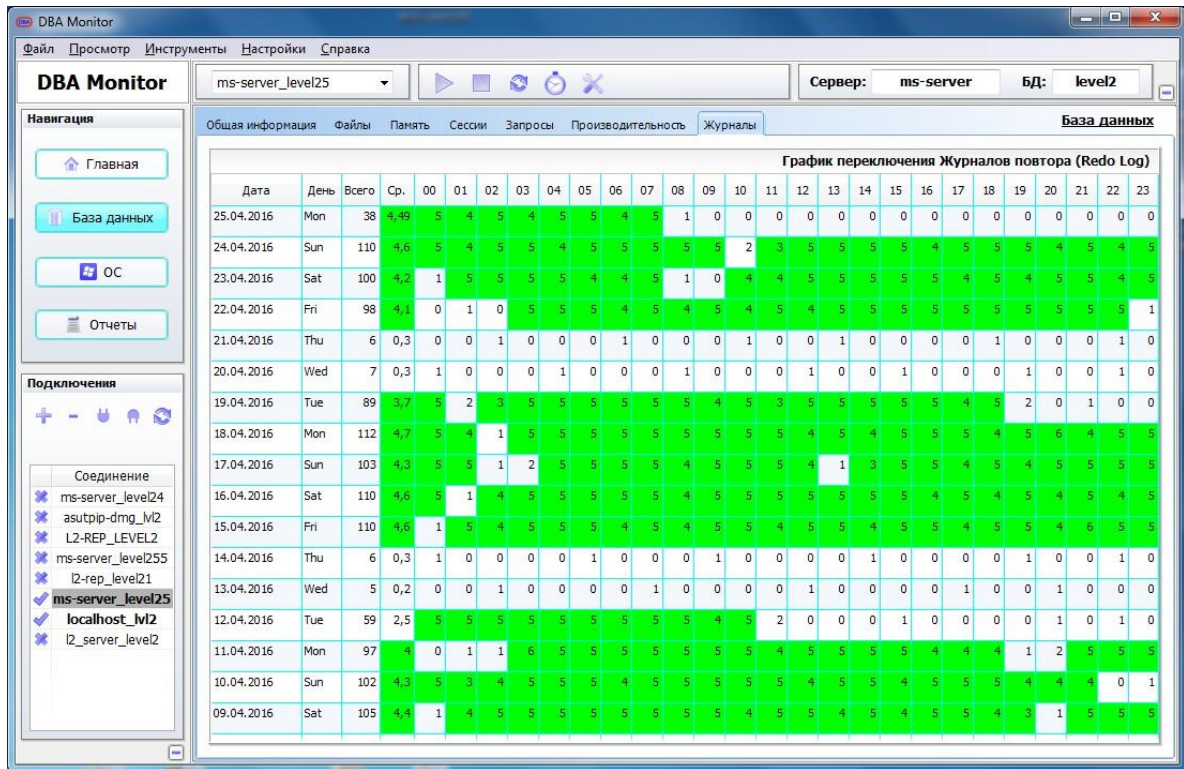 DBA Monitor
Файл Просмотр Инструменты Настройки Справка
DBA Monitor
ms-server_level25
Сервер: ms-server БД: level2
Навигация
Главная
База данных
ОС
Отчеты
Подключения
Соединение
ms-server_level24
asutpip-dmg_lvl2
L2-REP_LEVEL2
ms-server_level255
l2-rep_level21
ms-server_level25
localhost_lvl2
l2_server_level2
Общая информация Файлы Память Сессии Запросы Производительность Журналы
База данных
График переключения Журналов повтора (Redo Log)
Дата День Всего Ср. 00 01 02 03 04 05 06 07 08 09 10 11 12 13 14 15 16 17 18 19 20 21 22 23
25.04.2016 Mon 38 4,49 5 4 5 4 5 5 4 5 1 0 0 0 0 0 0 0 0 0 0 0 0 0 0 0
24.04.2016 Sun 110 4,6 5 4 5 5 4 5 5 5 5 5 2 3 5 5 5 5 4 5 5 5 4 5 4 5
23.04.2016 Sat 100 4,2 1 5 5 5 5 4 4 5 1 0 4 4 5 5 5 5 5 4 5 4 5 5 4 5
22.04.2016 Fri 98 4,1 0 1 0 5 5 5 4 5 4 5 4 5 4 5 5 5 5 5 5 5 5 5 5 1
21.04.2016 Thu 6 0,3 0 0 1 0 0 0 1 0 0 0 1 0 0 1 0 0 0 0 1 0 0 0 1 0
20.04.2016 Wed 7 0,3 1 0 0 0 1 0 0 0 1 0 0 0 1 0 0 1 0 0 0 1 0 0 1 0
19.04.2016 Tue 89 3,7 5 2 3 5 5 5 5 5 5 4 5 3 5 5 5 5 5 4 5 2 0 1 0 0
18.04.2016 Mon 112 4,7 5 4 1 5 5 5 5 5 5 5 5 5 4 5 4 5 5 5 4 5 6 4 5 5
17.04.2016 Sun 103 4,3 5 5 1 2 5 5 5 5 4 5 5 5 4 1 3 5 5 4 5 4 5 5 5 5
16.04.2016 Sat 110 4,6 5 1 4 5 5 5 5 5 4 5 5 5 5 5 5 5 4 5 4 5 4 5 4 5
15.04.2016 Fri 110 4,6 1 5 4 5 5 5 4 5 4 5 5 4 5 5 4 5 5 4 5 5 4 6 5 5
14.04.2016 Thu 6 0,3 1 0 0 0 0 1 0 0 0 1 0 0 0 0 1 0 0 0 0 1 0 0 1 0
13.04.2016 Wed 5 0,2 0 0 1 0 0 0 0 1 0 0 0 0 1 0 0 0 0 1 0 0 1 0 0 0
12.04.2016 Tue 59 2,5 5 5 5 5 5 5 5 5 5 4 5 2 0 0 0 1 0 0 0 0 1 0 1 0
11.04.2016 Mon 97 4 0 1 1 6 5 5 5 5 5 5 5 4 5 5 5 5 4 4 4 1 2 5 5 5
10.04.2016 Sun 102 4,3 5 3 4 5 5 5 4 5 5 5 5 5 4 5 5 4 5 5 5 4 4 4 0 1
09.04.2016 Sat 105 4,4 1 4 5 5 5 5 5 5 5 5 4 5 5 4 5 4 5 5 4 3 1 5 5 5